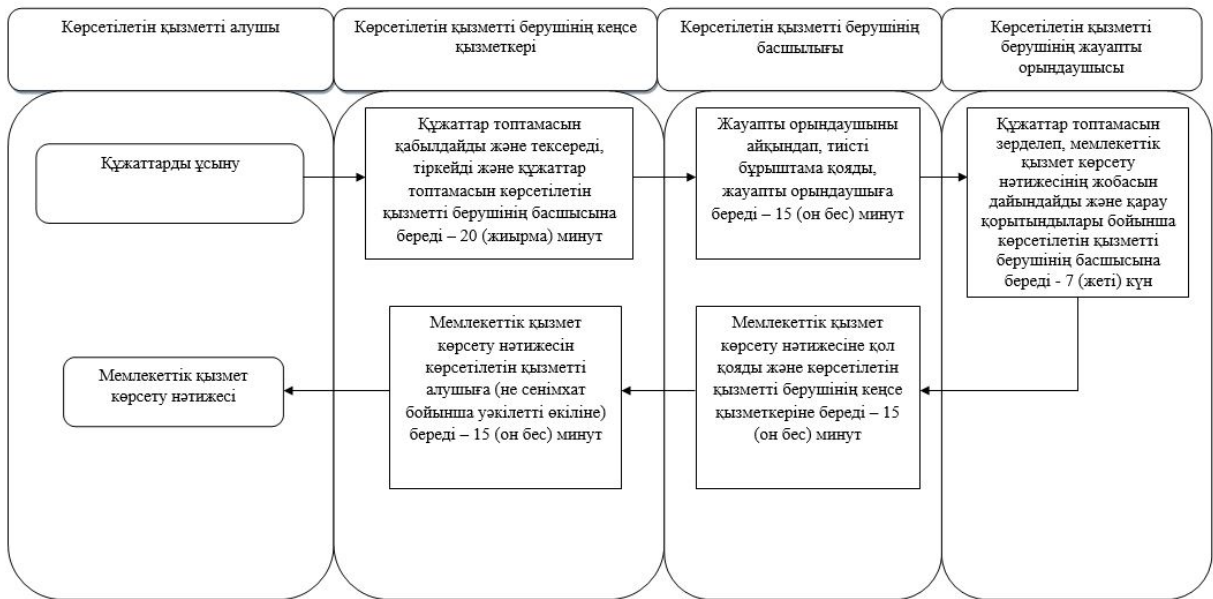 Көрсетілетін қызметті алушы
Көрсетілетін қызметті берушінің кеңсе
қызметкері
Көрсетілетін қызметті берушінің
басшылығы
Көрсетілетін қызметті
берушінің жауапты
орындаушысы
Құжаттарды ұсыну
Құжаттар топтамасын
қабылдайды және тексереді,
тіркейді және құжаттар
топтамасын көрсетілетін
қызметті берушінің басшысына
береді – 20 (жиырма) минут
Жауапты орындаушыны
айқындап, тиісті
бұрыштама қояды,
жауапты орындаушыға
береді – 15 (он бес) минут
Құжаттар топтамасын
зерделеп, мемлекеттік
қызмет көрсету
нәтижесінің жобасын
дайындайды және қарау
қорытындылары бойынша
көрсетілетін қызметті
берушінің басшысына
береді - 7 (жеті) күн
Мемлекеттік қызмет
көрсету нәтижесіне қол
қояды және көрсетілетін
қызметті берушінің кеңсе
қызметкеріне береді – 15
(он бес) минут
Мемлекеттік қызмет
көрсету нәтижесін
көрсетілетін қызметті
алушыға (не сенімхат
бойынша уәкілетті өкіліне)
береді – 15 (он бес) минут
Мемлекеттік қызмет
көрсету нәтижесі